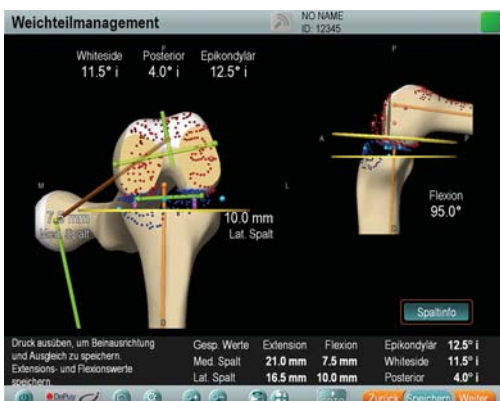 Weichteilmanagement
NO NAME
ID: 12345
Whiteside Posterior Epikondylär
11.5° i 4.0° i 12.5° i
P
A P
M L
7.5 mm
Med. Spalt
10.0 mm
Lat. Spalt
Flexion
95.0°
D
D
Spaltinfo
Druck ausüben, um Beinausrichtung
und Ausgleich zu speichern.
Extensions- und Flexionswerte
speichern.
Gesp. Werte Extension Flexion
Med. Spalt 21.0 mm 7.5 mm
Lat. Spalt 16.5 mm 10.0 mm
Epikondylär 12.5° i
Whiteside 11.5° i
Posterior 4.0° i
DePuy
Zurück Speichern Weiter